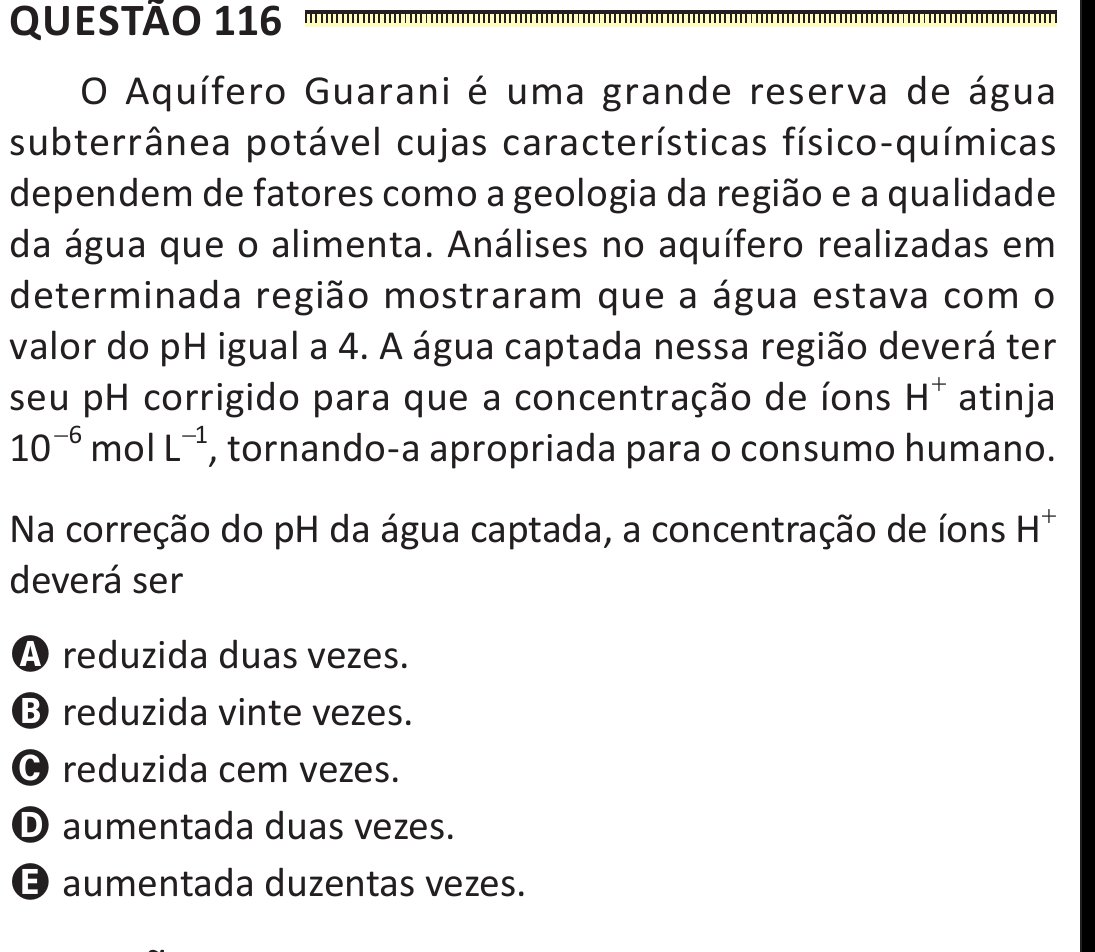 QUESTÃO 116
O Aquífero Guarani é uma grande reserva de água
subterrânea potável cujas características físico-químicas
dependem de fatores como a geologia da região e a qualidade
da água que o alimenta. Análises no aquífero realizadas em
determinada região mostraram que a água estava com o
valor do pH igual a 4. A água captada nessa região deverá ter
seu pH corrigido para que a concentração de íons H⁺ atinja
10⁻⁶ mol L⁻¹, tornando-a apropriada para o consumo humano.
Na correção do pH da água captada, a concentração de íons H⁺
deverá ser
A reduzida duas vezes.
B reduzida vinte vezes.
C reduzida cem vezes.
D aumentada duas vezes.
E aumentada duzentas vezes.